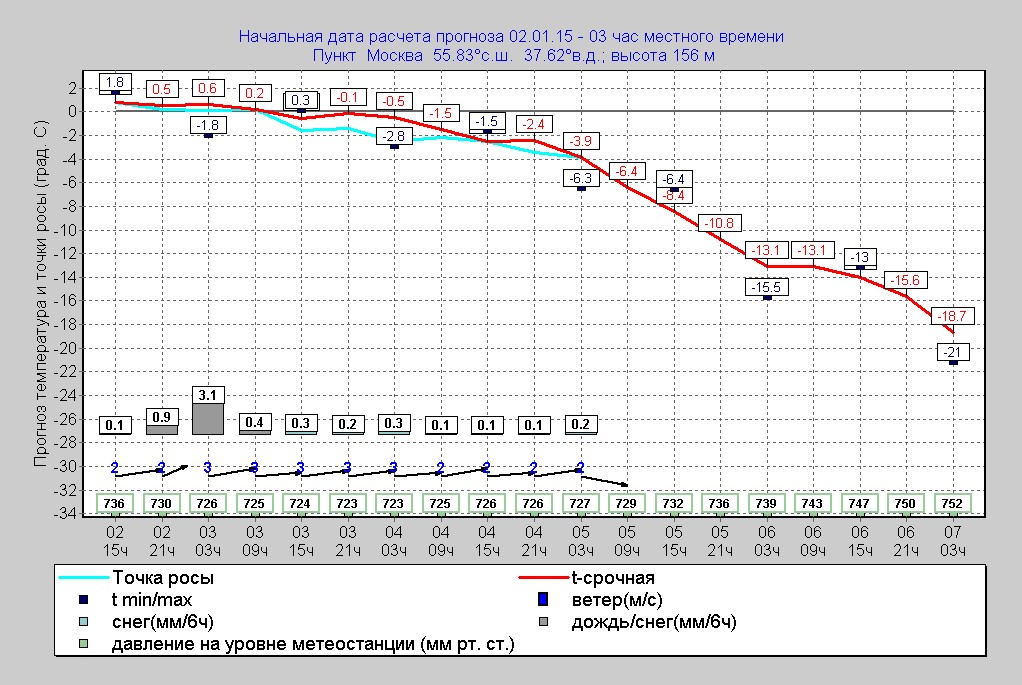 Начальная дата расчета прогноза 02.01.15 - 03 час местного времени
Пункт Москва 55.83°с.ш. 37.62°в.д.; высота 156 м
Прогноз температура и точки росы (град. C)
2
0
-2
-4
-6
-8
-10
-12
-14
-16
-18
-20
-22
-24
-26
-28
-30
-32
-34
1.8 0.5 0.6 0.2 0.3 -0.1 -0.5 -1.5 -1.5 -2.4 -3.9 -6.4 -6.4 -8.4 -10.8 -13.1 -13.1 -13 -15.6 -18.7
-1.8 -2.8 -6.3 -15.5 -21
0.1 0.9 3.1 0.4 0.3 0.2 0.3 0.1 0.1 0.1 0.2
2 2 3 3 3 3 3 2 2 2 2
736 730 726 725 724 723 723 725 726 726 727 729 732 736 739 743 747 750 752
02 02 03 03 03 03 04 04 04 04 05 05 05 05 06 06 06 06 07
15ч 21ч 03ч 09ч 15ч 21ч 03ч 09ч 15ч 21ч 03ч 09ч 15ч 21ч 03ч 09ч 15ч 21ч 03ч
Точка росы t-срочная
t min/max ветер(м/с)
снег(мм/6ч) дождь/снег(мм/6ч)
давление на уровне метеостанции (мм рт. ст.)